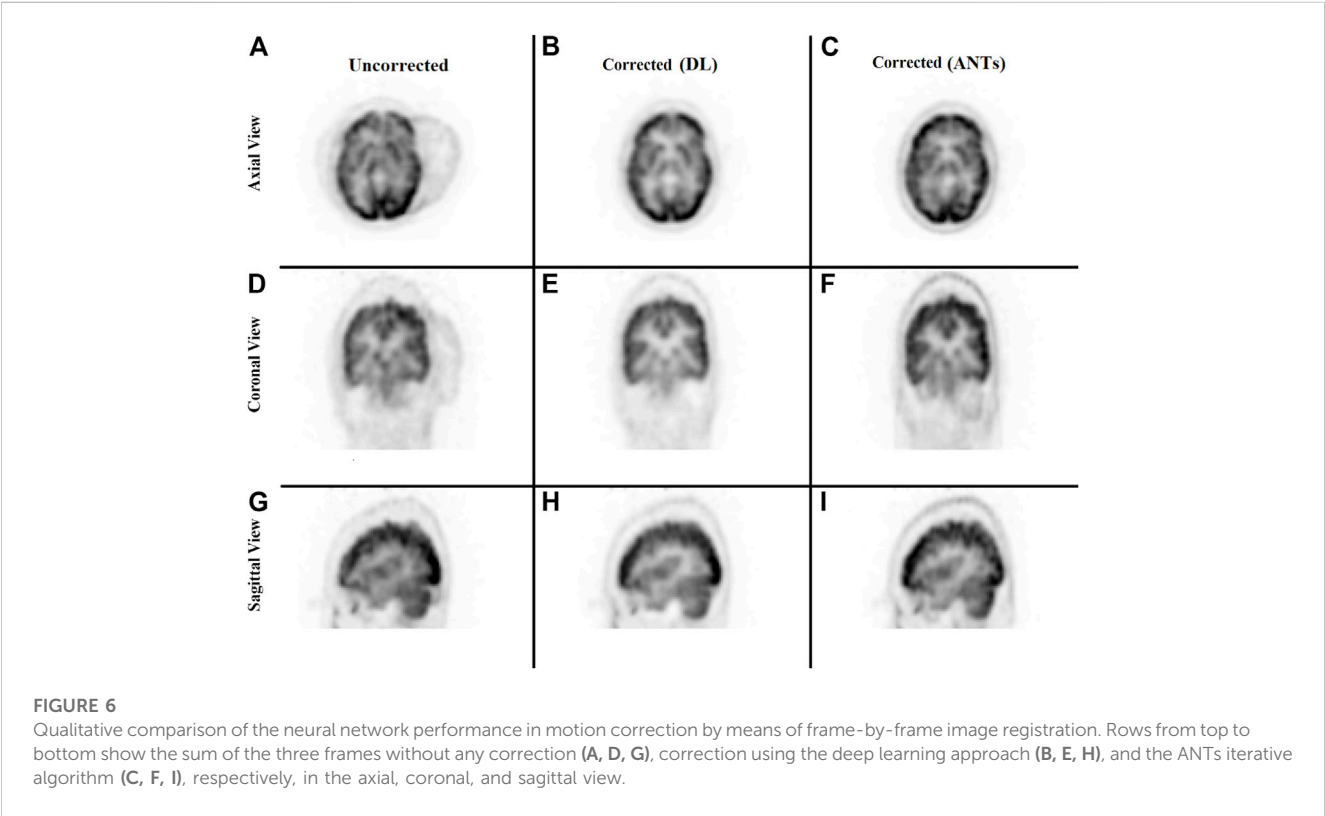 A
Uncorrected
B
Corrected (DL)
C
Corrected (ANTs)
Axial View
D
E
F
Coronal View
G
H
I
Sagittal View
FIGURE 6
Qualitative comparison of the neural network performance in motion correction by means of frame-by-frame image registration. Rows from top to
bottom show the sum of the three frames without any correction (A, D, G), correction using the deep learning approach (B, E, H), and the ANTs iterative
algorithm (C, F, I), respectively, in the axial, coronal, and sagittal view.